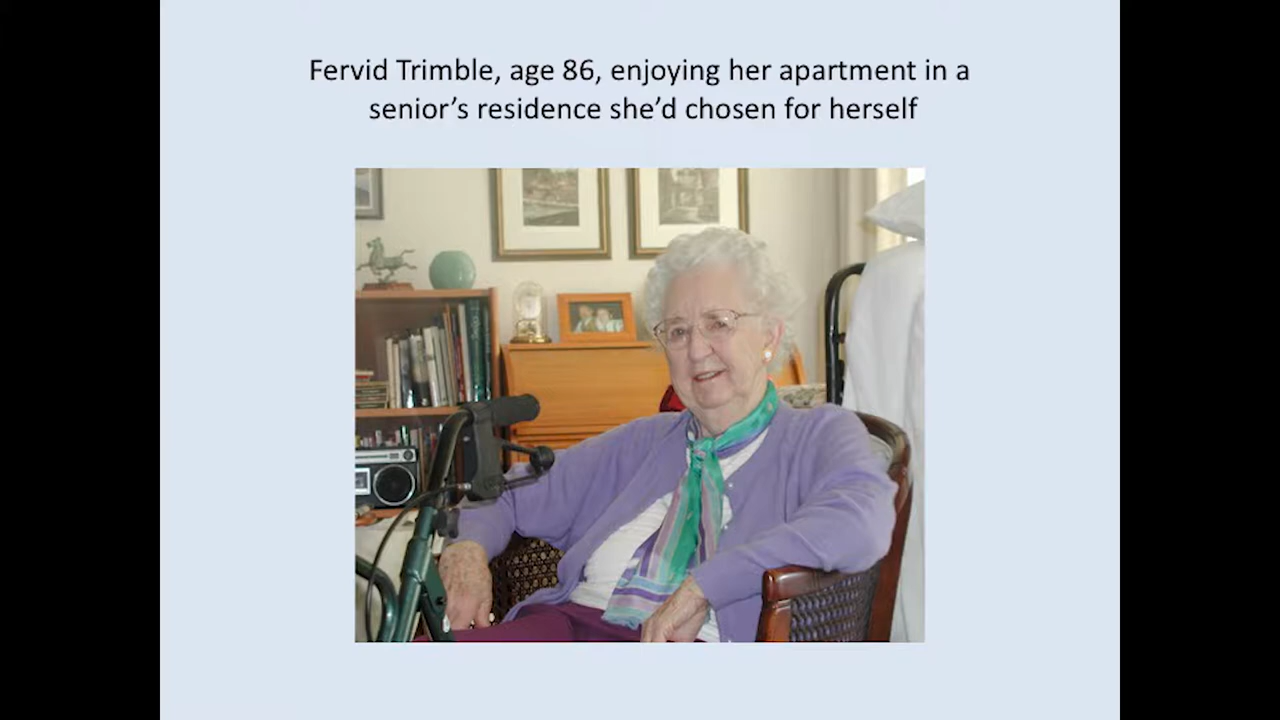 Fervid Trimble, age 86, enjoying her apartment in a
senior’s residence she’d chosen for herself